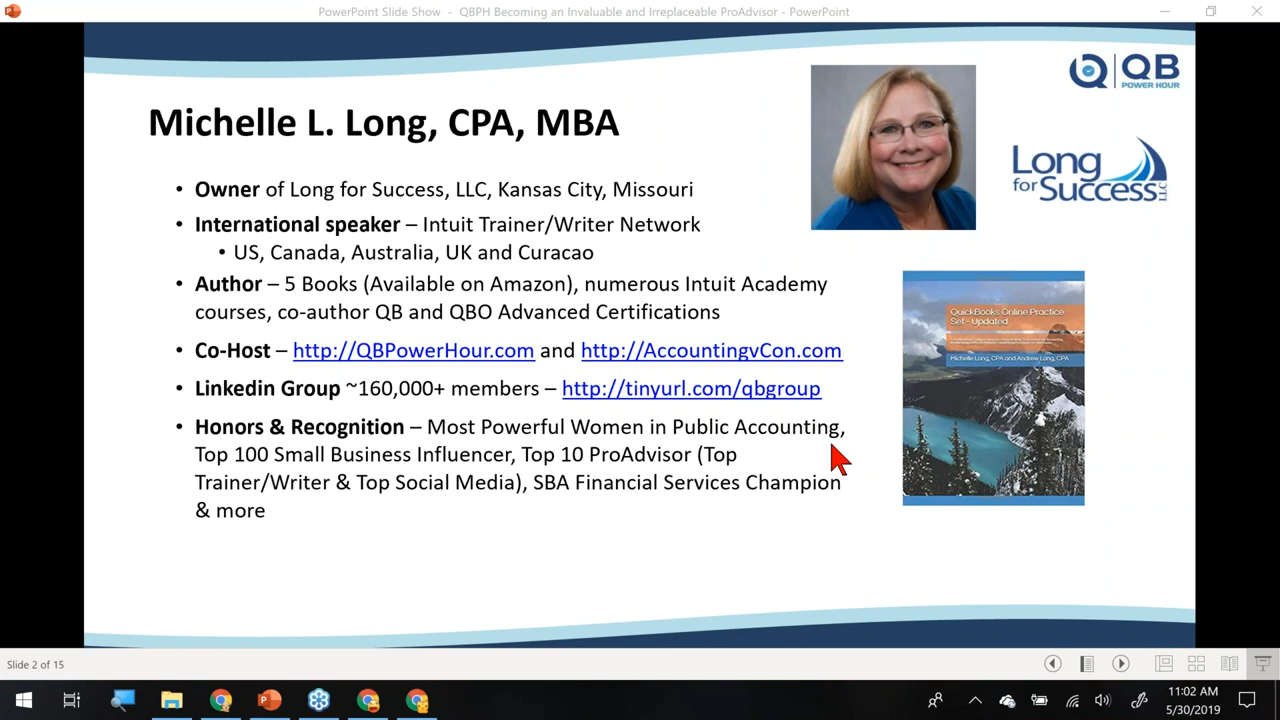 PowerPoint Slide Show - QBPH Becoming an Invaluable and Irreplaceable ProAdvisor - PowerPoint
QB
POWER HOUR
Michelle L. Long, CPA, MBA
Long
for Success LLC
• Owner of Long for Success, LLC, Kansas City, Missouri
• International speaker – Intuit Trainer/Writer Network
• US, Canada, Australia, UK and Curacao
• Author – 5 Books (Available on Amazon), numerous Intuit Academy
courses, co-author QB and QBO Advanced Certifications
• Co-Host – http://QBPowerHour.com and http://AccountingvCon.com
• Linkedin Group ~160,000+ members – http://tinyurl.com/qbgroup
• Honors & Recognition – Most Powerful Women in Public Accounting,
Top 100 Small Business Influencer, Top 10 ProAdvisor (Top
Trainer/Writer & Top Social Media), SBA Financial Services Champion
& more
QuickBooks Online Practice
Set - Updated
Michelle Long, CPA and Andrew Long, CPA
Slide 2 of 15
11:02 AM
5/30/2019